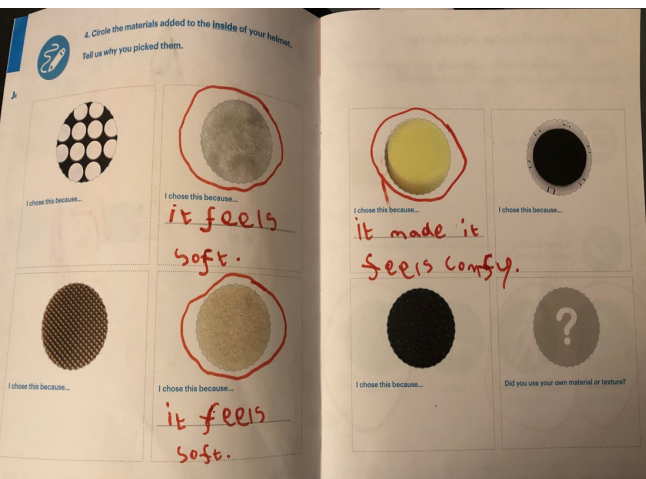 4. Circle the materials added to the inside of your helmet.
Tell us why you picked them.
I chose this because...
I chose this because...
it feels
soft.
I chose this because...
I chose this because...
it feels
soft.
I chose this because...
it made it
feels comfy.
I chose this because...
I chose this because...
?
Did you use your own material or texture?